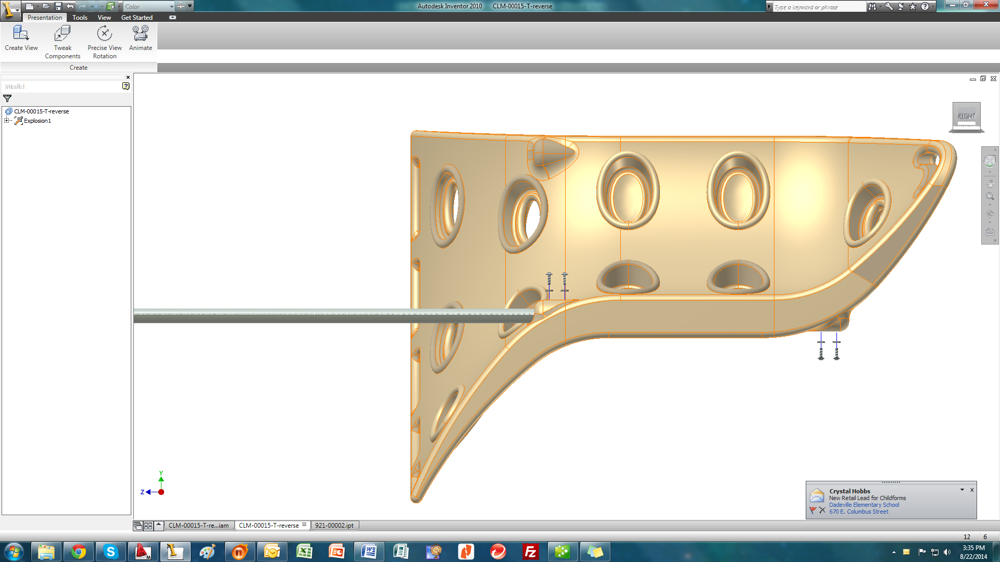 Color
Autodesk Inventor 2010 CLM-00015-T-reverse
Type a keyword or phrase
Presentation Tools View Get Started
Create View
Tweak Components
Precise View Rotation
Animate
Create
Model
CLM-00015-T-reverse
Explosion1
RIGHT
Y
Z
Crystal Hobbs
New Retail Lead for Childforms
Dadeville Elementary School
670 E. Columbus Street
CLM-00015-T-re...iam CLM-00015-T-reverse 921-00002.ipt
12 6
3:35 PM
8/22/2014